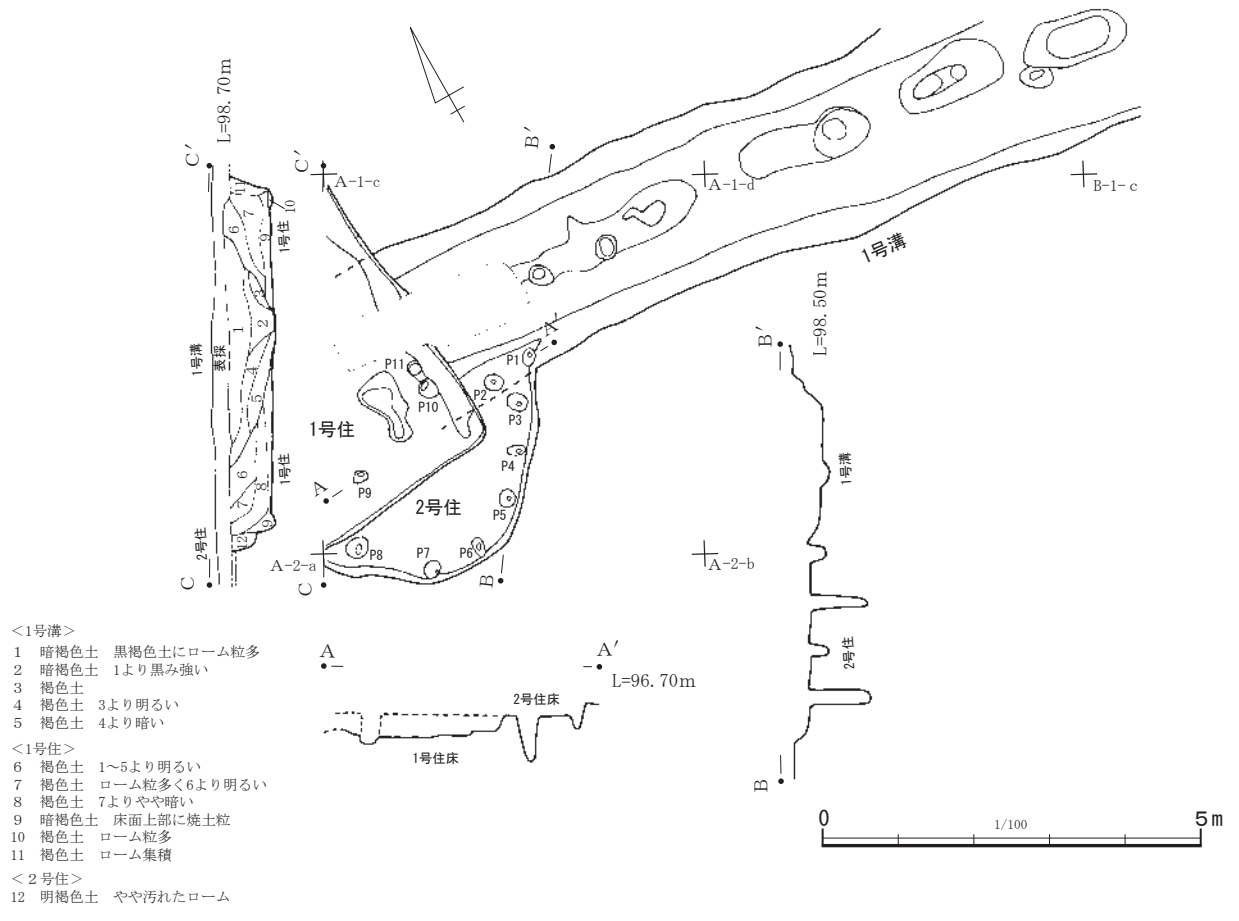 L=98.70m
C′
C′
B′
A-1-c
A-1-d
B-1-c
11
10
7
6
9
1号住
3
2
1
1号溝
表採
4
5
1号住
6
8
7
9
12
2号住
C
1号溝
L=98.50m
B′
A′
P1
P11
P2
P10
P3
1号住
P4
A
P9
P5
2号住
P8
P7
P6
A-2-a
C
B
A-2-b
1号溝
2号住
B
A
A′
L=96.70m
2号住床
1号住床
0
1/100
5m
<1号溝>
1 暗褐色土 黒褐色土にローム粒多
2 暗褐色土 1より黒み強い
3 褐色土
4 褐色土 3より明るい
5 褐色土 4より暗い
<1号住>
6 褐色土 1~5より明るい
7 褐色土 ローム粒多く6より明るい
8 褐色土 7よりやや暗い
9 暗褐色土 床面上部に焼土粒
10 褐色土 ローム粒多
11 褐色土 ローム集積
<2号住>
12 明褐色土 やや汚れたローム